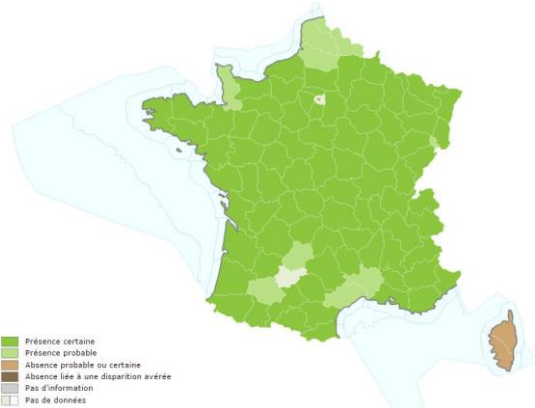 Présence certaine
Présence probable
Absence probable ou certaine
Absence liée à une disparition avérée
Pas d'information
Pas de données